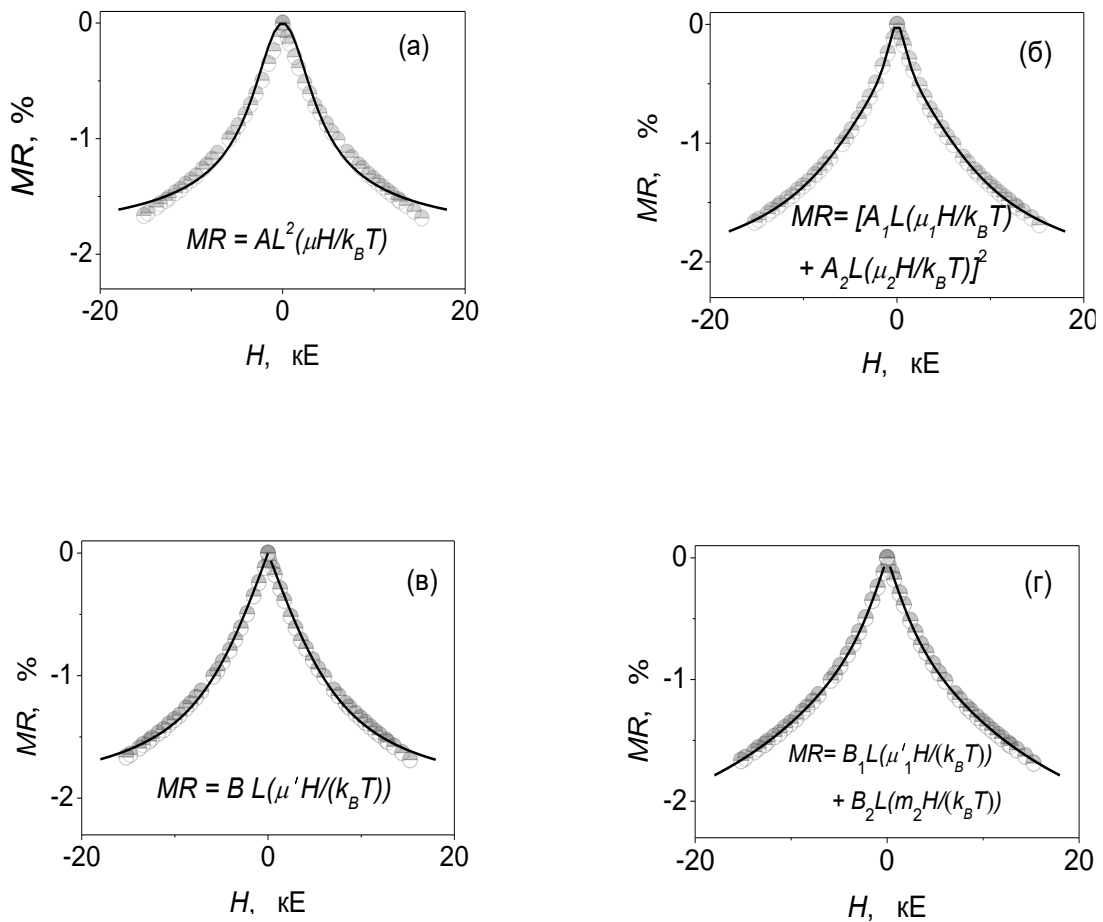 0
-1
-2
-20
0
20
MR, %
H, кЕ
(а)
MR = AL²(μH/k_BT)
0
-1
-2
-20
0
20
MR, %
H, кЕ
(б)
MR= [A₁L(μ₁H/k_BT)
+ A₂L(μ₂H/k_BT)]²
0
-1
-2
-20
0
20
MR, %
H, кЕ
(в)
MR = B L(μ'H/(k_BT))
0
-1
-2
-20
0
20
MR, %
H, кЕ
(г)
MR= B₁L(μ'₁H/(k_BT))
+ B₂L(m₂H/(k_BT))